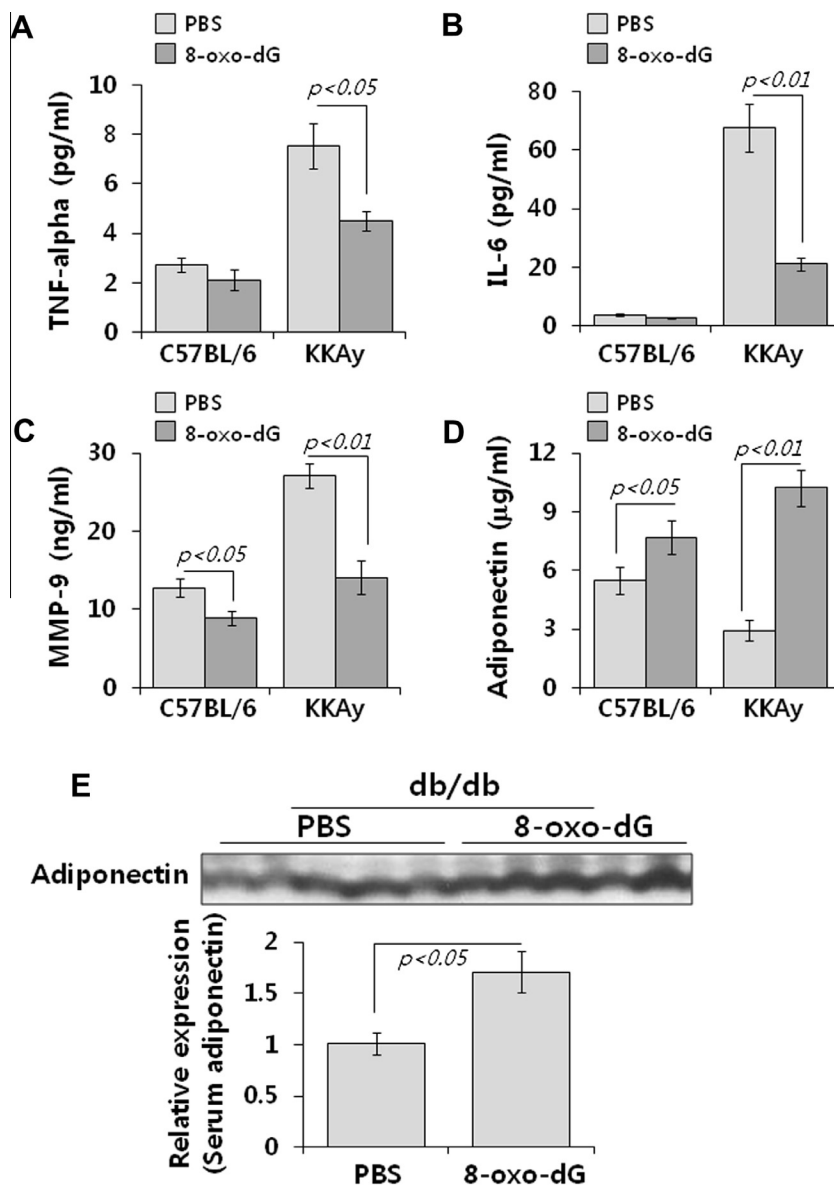 A
PBS
8-oxo-dG
TNF-alpha (pg/ml)
10
8
6
4
2
0
p<0.05
C57BL/6
KKAy
B
PBS
8-oxo-dG
IL-6 (pg/ml)
80
60
40
20
0
p<0.01
C57BL/6
KKAy
C
PBS
8-oxo-dG
MMP-9 (ng/ml)
30
20
10
0
p<0.05
p<0.01
C57BL/6
KKAy
D
PBS
8-oxo-dG
Adiponectin (μg/ml)
12
9
6
3
0
p<0.05
p<0.01
C57BL/6
KKAy
E
db/db
PBS
8-oxo-dG
Adiponectin
Relative expression
(Serum adiponectin)
2
1.5
1
0.5
0
p<0.05
PBS
8-oxo-dG